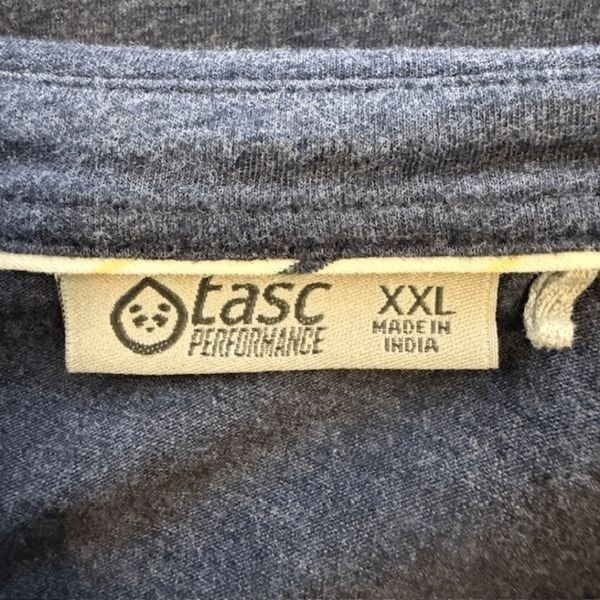 tasc
PERFORMANCE
XXL
MADE IN
INDIA